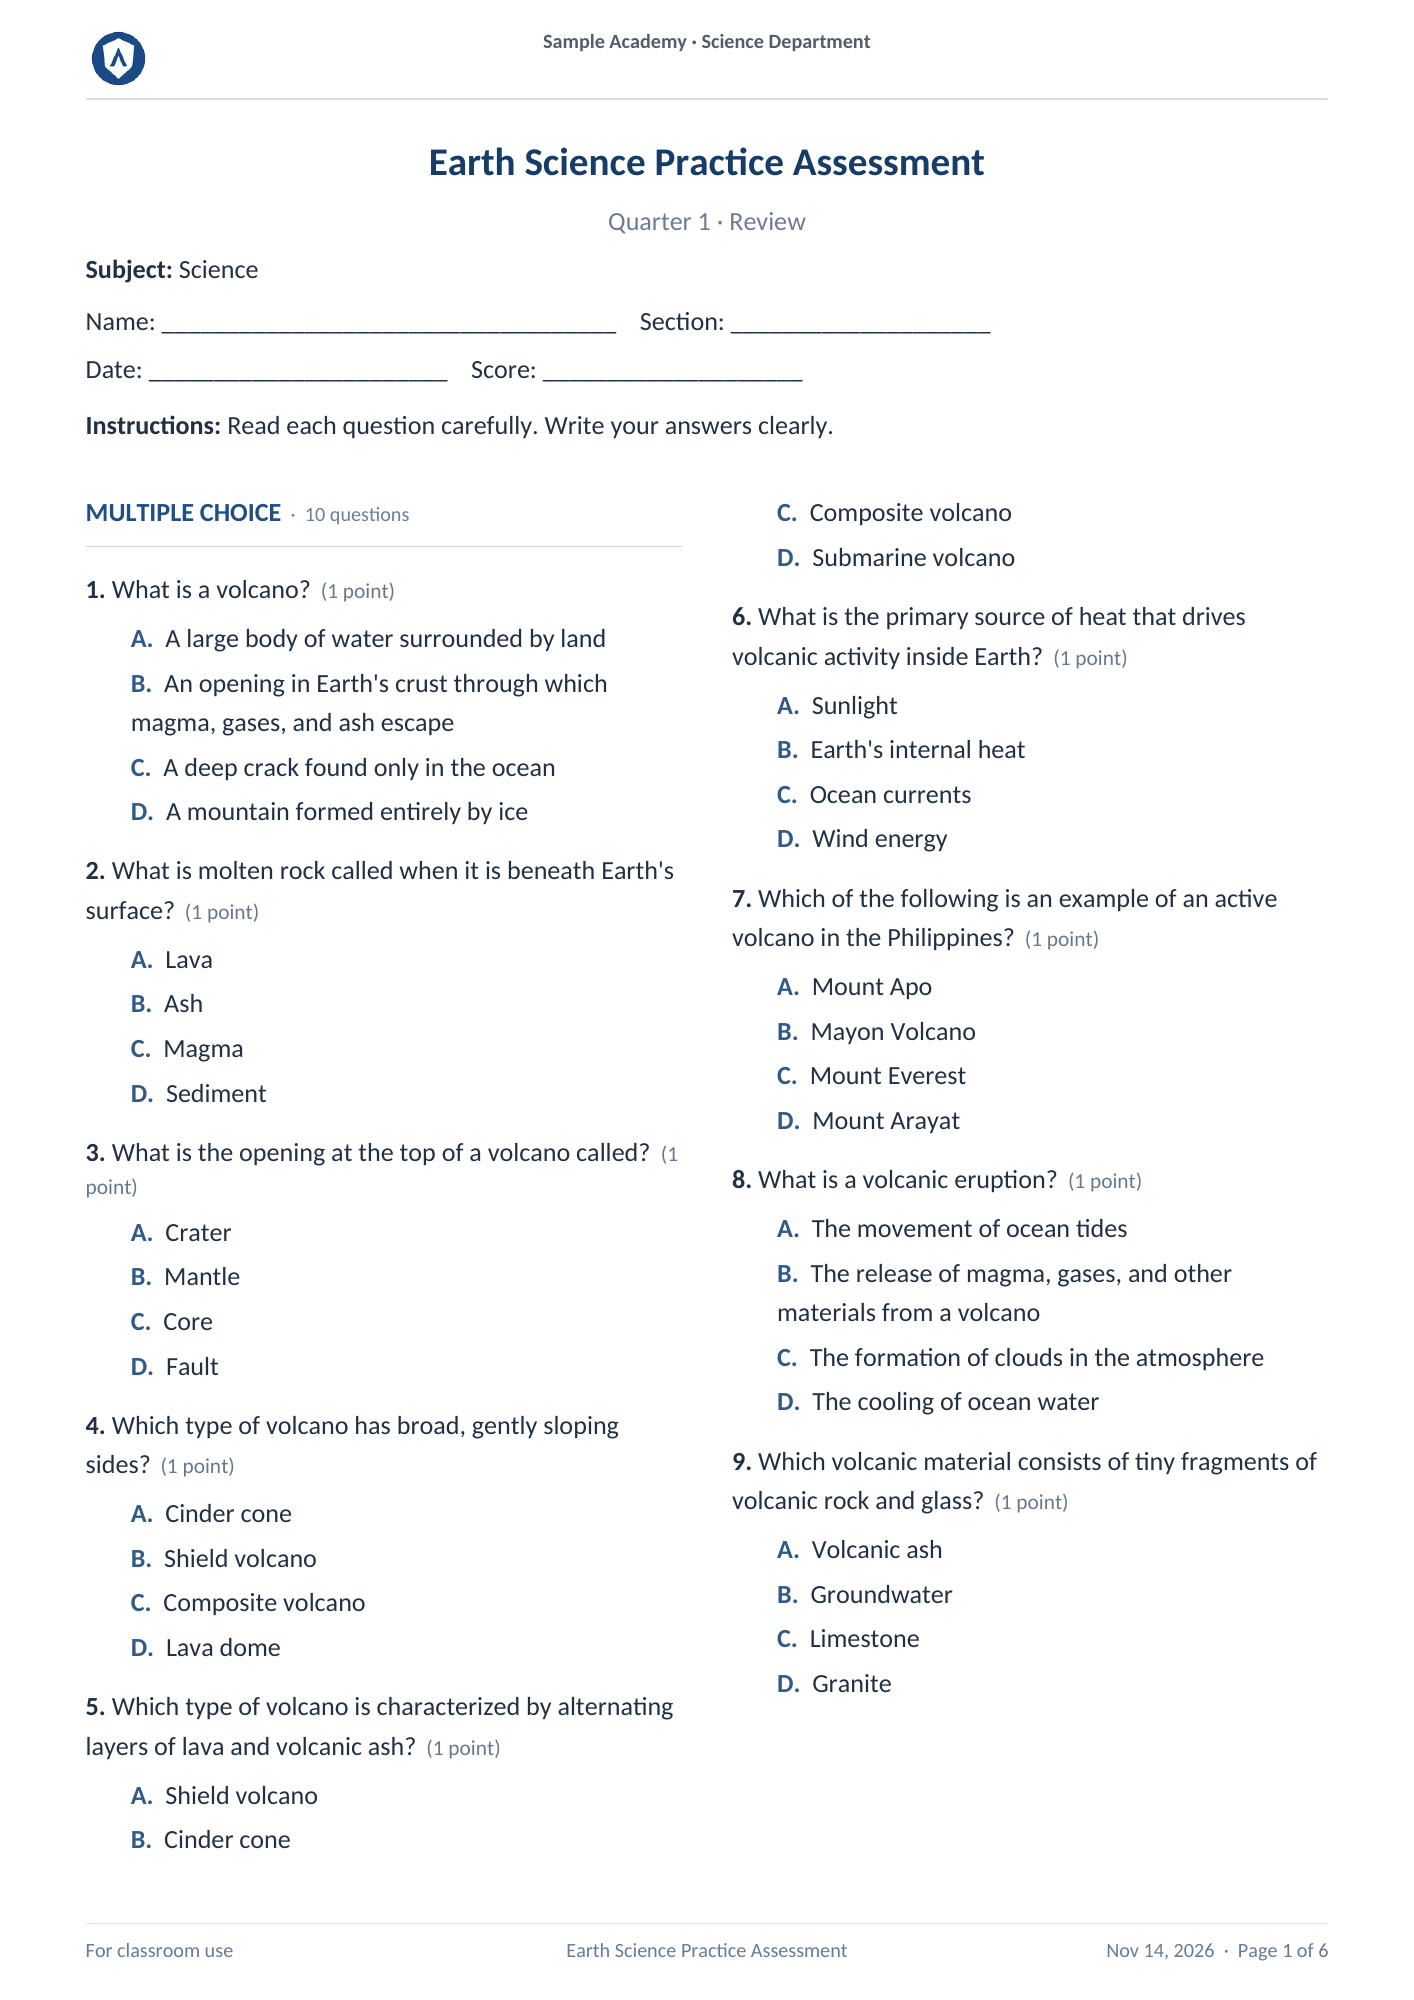 Sample Academy · Science Department
Earth Science Practice Assessment
Quarter 1 · Review
Subject: Science
Name: ___________________________________ Section: ____________________
Date: _______________________ Score: ____________________
Instructions: Read each question carefully. Write your answers clearly.
MULTIPLE CHOICE · 10 questions
1. What is a volcano? (1 point)
A. A large body of water surrounded by land
B. An opening in Earth's crust through which
magma, gases, and ash escape
C. A deep crack found only in the ocean
D. A mountain formed entirely by ice
2. What is molten rock called when it is beneath Earth's
surface? (1 point)
A. Lava
B. Ash
C. Magma
D. Sediment
3. What is the opening at the top of a volcano called? (1
point)
A. Crater
B. Mantle
C. Core
D. Fault
4. Which type of volcano has broad, gently sloping
sides? (1 point)
A. Cinder cone
B. Shield volcano
C. Composite volcano
D. Lava dome
5. Which type of volcano is characterized by alternating
layers of lava and volcanic ash? (1 point)
A. Shield volcano
B. Cinder cone
C. Composite volcano
D. Submarine volcano
6. What is the primary source of heat that drives
volcanic activity inside Earth? (1 point)
A. Sunlight
B. Earth's internal heat
C. Ocean currents
D. Wind energy
7. Which of the following is an example of an active
volcano in the Philippines? (1 point)
A. Mount Apo
B. Mayon Volcano
C. Mount Everest
D. Mount Arayat
8. What is a volcanic eruption? (1 point)
A. The movement of ocean tides
B. The release of magma, gases, and other
materials from a volcano
C. The formation of clouds in the atmosphere
D. The cooling of ocean water
9. Which volcanic material consists of tiny fragments of
volcanic rock and glass? (1 point)
A. Volcanic ash
B. Groundwater
C. Limestone
D. Granite
For classroom use
Earth Science Practice Assessment
Nov 14, 2026 · Page 1 of 6